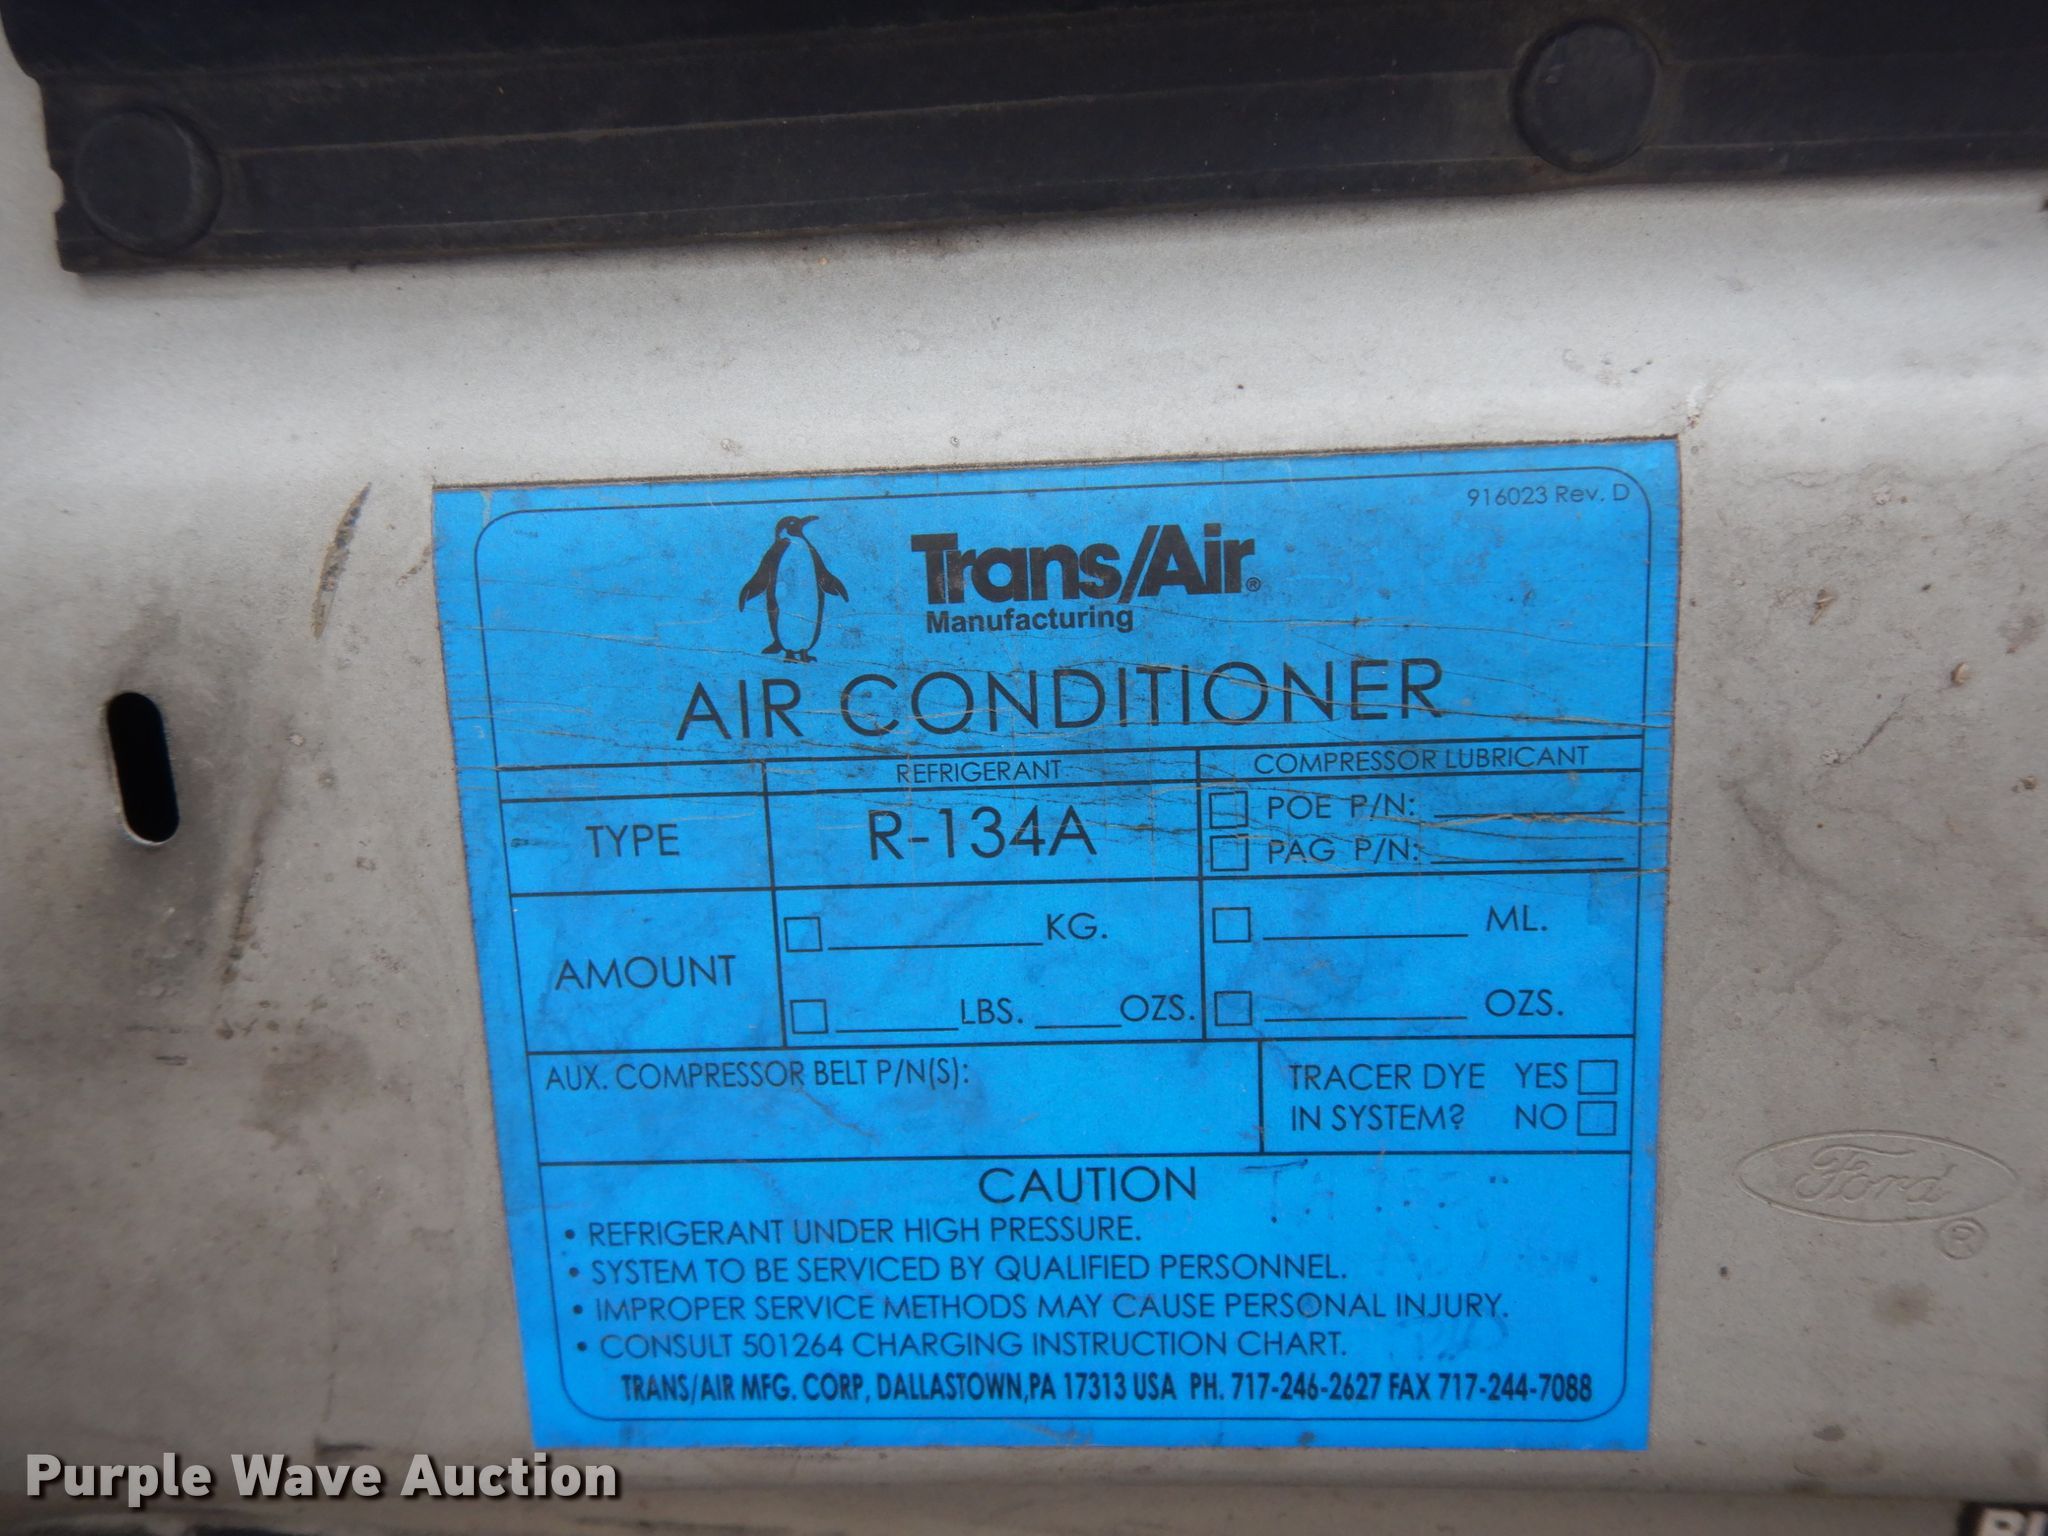 916023 Rev. D
Trans/Air®
Manufacturing
AIR CONDITIONER
REFRIGERANT COMPRESSOR LUBRICANT
TYPE R-134A
POE P/N:
PAG P/N:
AMOUNT
KG. ML.
LBS. OZS. OZS.
AUX. COMPRESSOR BELT P/N(S):
TRACER DYE YES
IN SYSTEM? NO
CAUTION
• REFRIGERANT UNDER HIGH PRESSURE.
• SYSTEM TO BE SERVICED BY QUALIFIED PERSONNEL.
• IMPROPER SERVICE METHODS MAY CAUSE PERSONAL INJURY.
• CONSULT 501264 CHARGING INSTRUCTION CHART.
TRANS/AIR MFG. CORP, DALLASTOWN,PA 17313 USA PH. 717-246-2627 FAX 717-244-7088
Ford
®
Purple Wave Auction